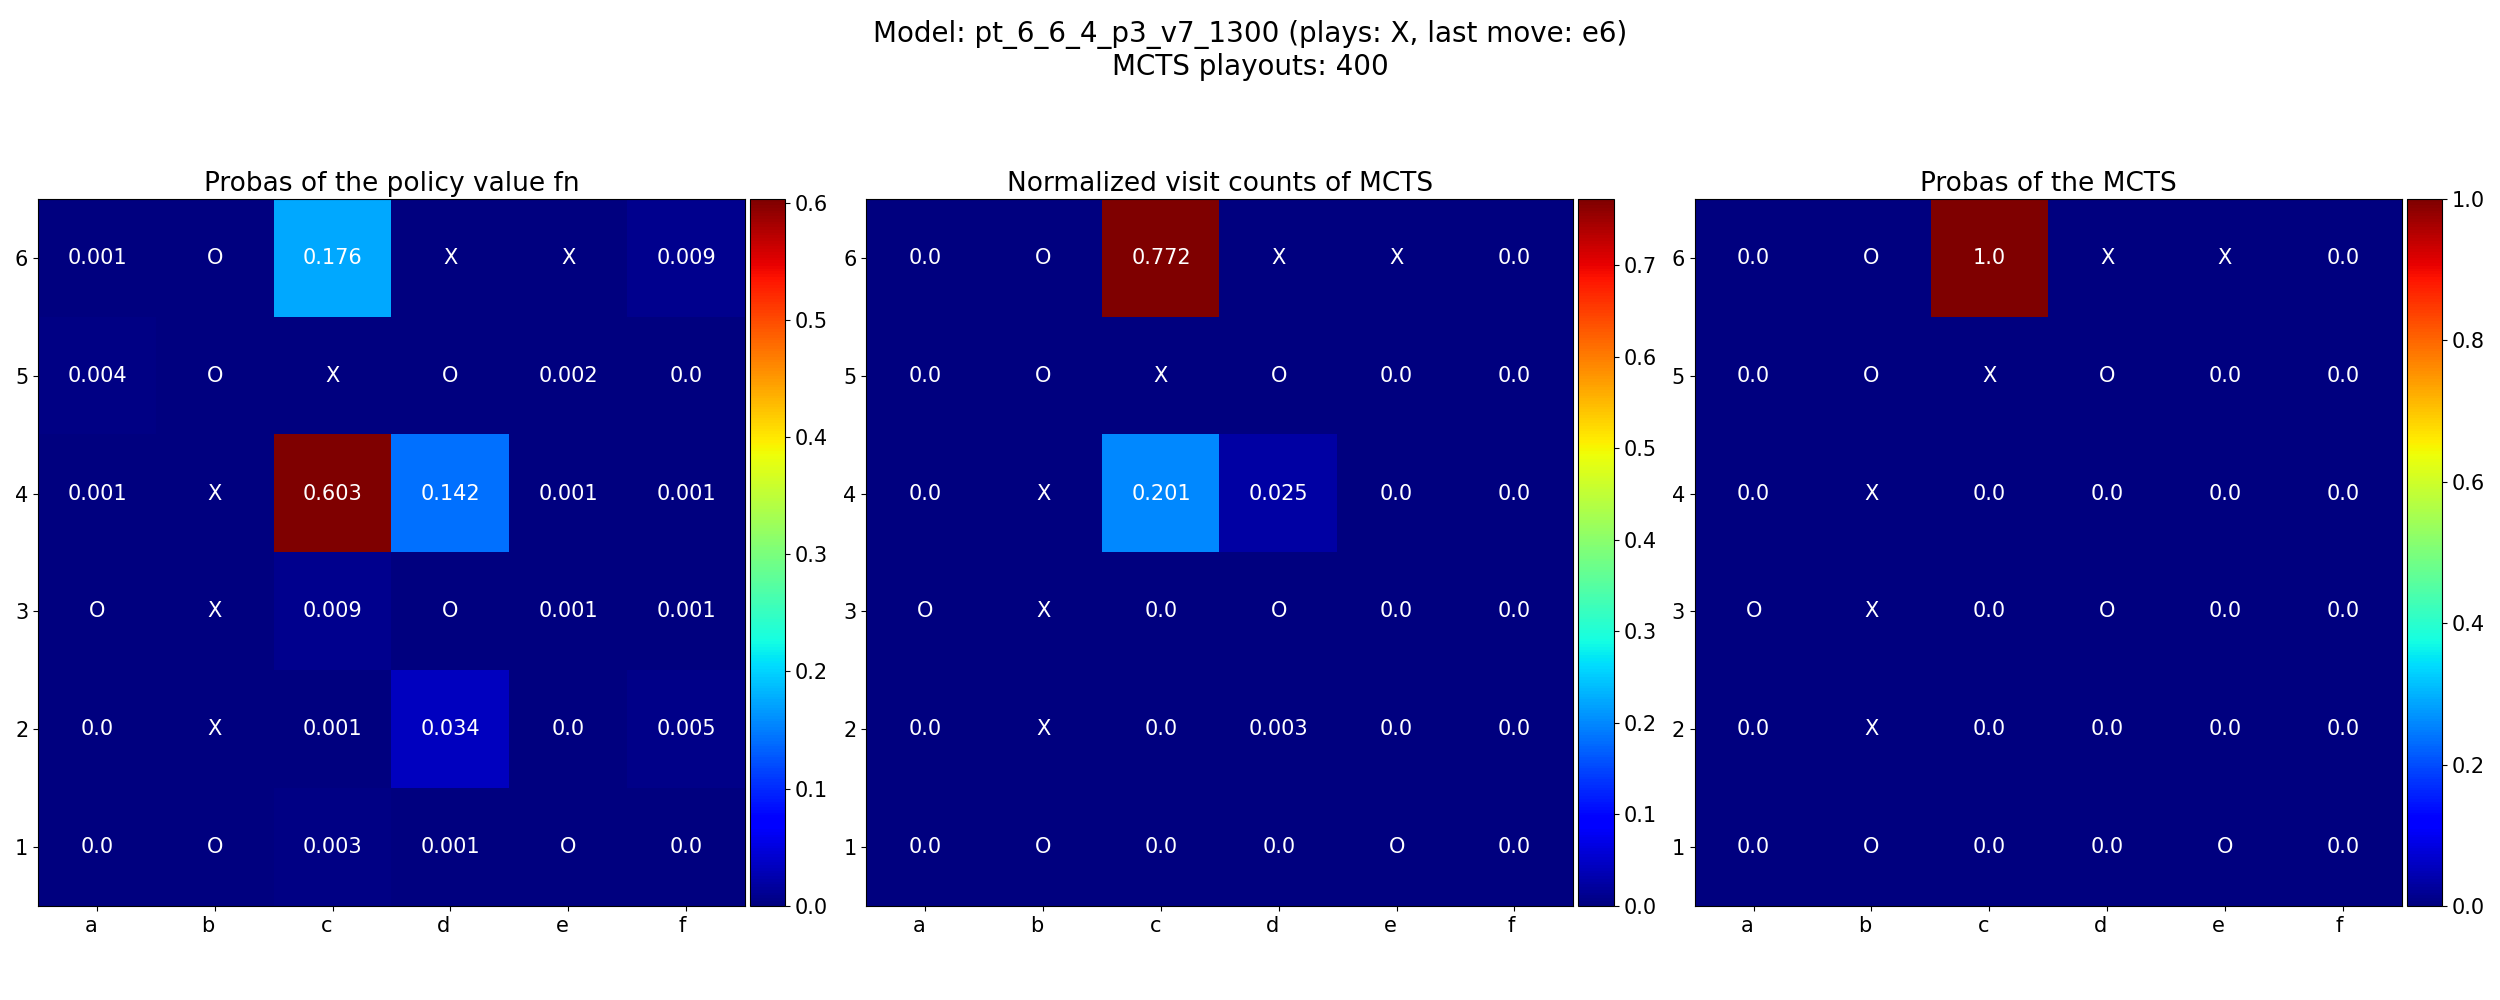 Model: pt_6_6_4_p3_v7_1300 (plays: X, last move: e6)
MCTS playouts: 400
Probas of the policy value fn
6 0.001 O 0.176 X X 0.009
5 0.004 O X O 0.002 0.0
4 0.001 X 0.603 0.142 0.001 0.001
3 O X 0.009 O 0.001 0.001
2 0.0 X 0.001 0.034 0.0 0.005
1 0.0 O 0.003 0.001 O 0.0
a b c d e f
0.6
0.5
0.4
0.3
0.2
0.1
0.0
Normalized visit counts of MCTS
6 0.0 O 0.772 X X 0.0
5 0.0 O X O 0.0 0.0
4 0.0 X 0.201 0.025 0.0 0.0
3 O X 0.0 O 0.0 0.0
2 0.0 X 0.0 0.003 0.0 0.0
1 0.0 O 0.0 0.0 O 0.0
a b c d e f
0.7
0.6
0.5
0.4
0.3
0.2
0.1
0.0
Probas of the MCTS
6 0.0 O 1.0 X X 0.0
5 0.0 O X O 0.0 0.0
4 0.0 X 0.0 0.0 0.0 0.0
3 O X 0.0 O 0.0 0.0
2 0.0 X 0.0 0.0 0.0 0.0
1 0.0 O 0.0 0.0 O 0.0
a b c d e f
1.0
0.8
0.6
0.4
0.2
0.0